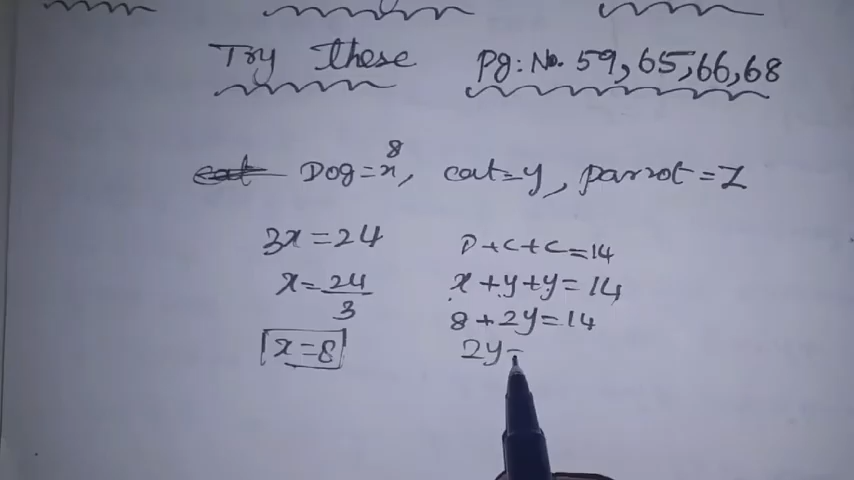 Try these Pg: No. 59, 65, 66, 68
Dog = x, cat = y, parrot = Z
8
3x = 24
x = 24/3
x = 8
D + C + C = 14
x + y + y = 14
8 + 2y = 14
2y =